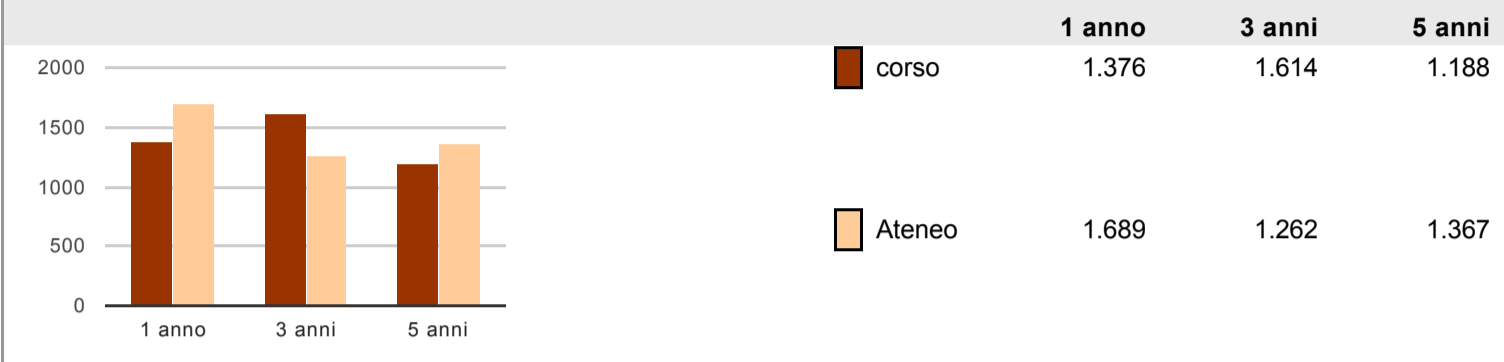 1 anno 3 anni 5 anni
2000
1500
1000
500
0
1 anno 3 anni 5 anni
corso 1.376 1.614 1.188
Ateneo 1.689 1.262 1.367